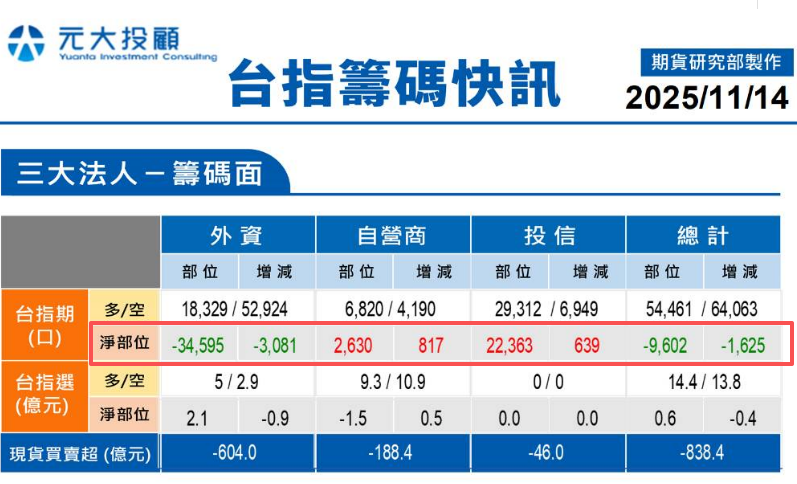 元大投顧
Yuanta Investment Consulting
台指籌碼快訊
期貨研究部製作
2025/11/14
三大法人－籌碼面
外資 自營商 投信 總計
部位 增減 部位 增減 部位 增減 部位 增減
台指期(口) 多/空 18,329 / 52,924 6,820 / 4,190 29,312 / 6,949 54,461 / 64,063
淨部位 -34,595 -3,081 2,630 817 22,363 639 -9,602 -1,625
台指選(億元) 多/空 5 / 2.9 9.3 / 10.9 0 / 0 14.4 / 13.8
淨部位 2.1 -0.9 -1.5 0.5 0.0 0.0 0.6 -0.4
現貨買賣超 (億元) -604.0 -188.4 -46.0 -838.4